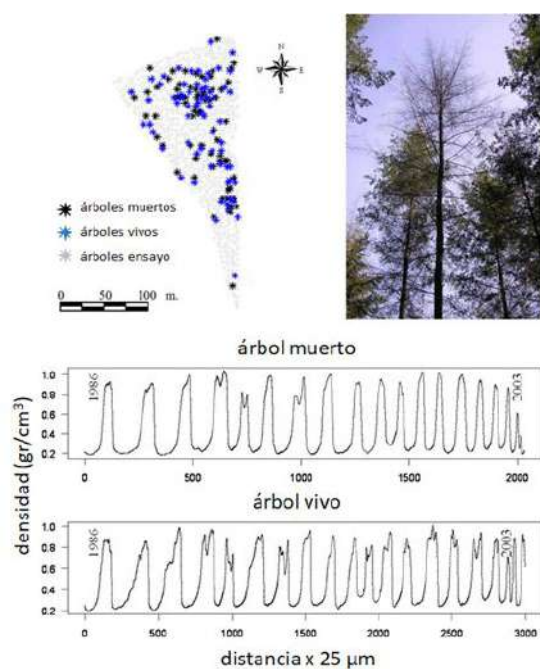 N
W E
S
árboles muertos
árboles vivos
árboles ensayo
0 50 100 m.
árbol muerto
densidad (gr/cm³)
1.0
0.8
0.6
0.4
0.2
1986
2003
0 500 1000 1500 2000
árbol vivo
1.0
0.8
0.6
0.4
0.2
1986
2003
0 500 1000 1500 2000 2500 3000
distancia x 25 µm